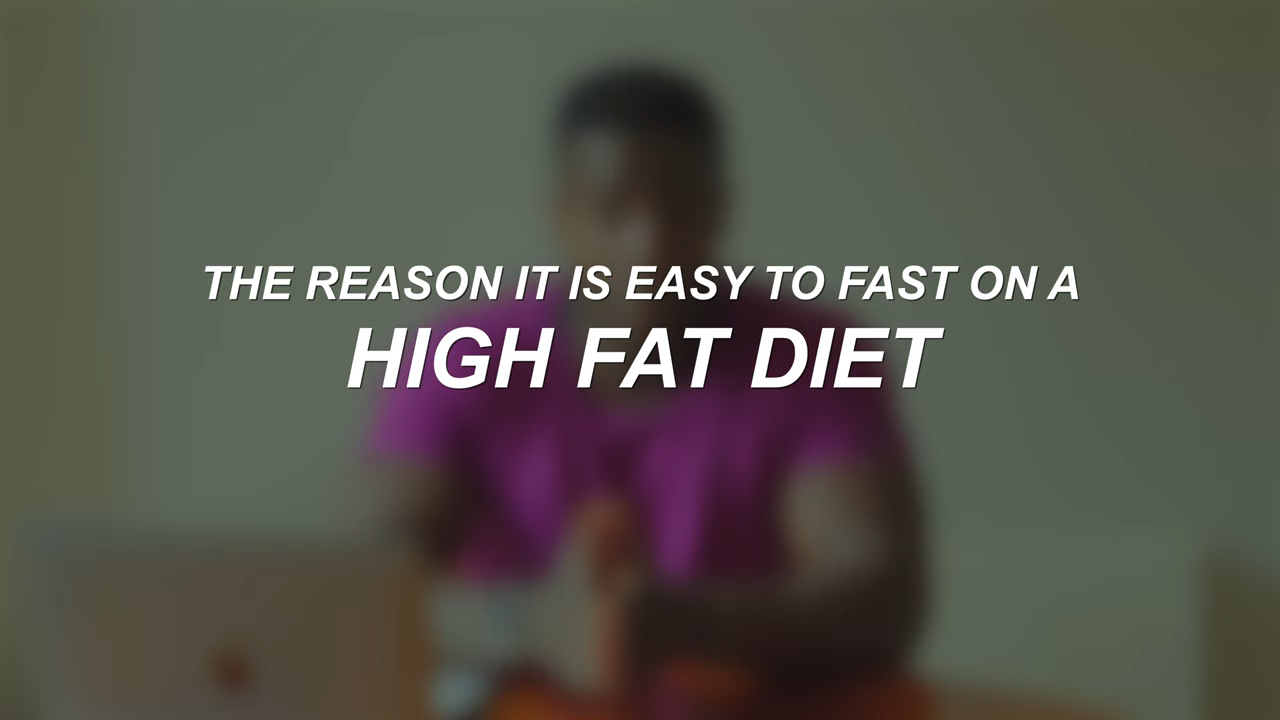 THE REASON IT IS EASY TO FAST ON A
HIGH FAT DIET